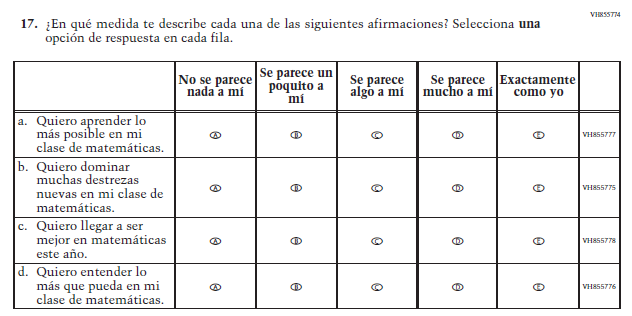 VH855774
17. ¿En qué medida te describe cada una de las siguientes afirmaciones? Selecciona una
opción de respuesta en cada fila.
No se parece
nada a mí
Se parece un
poquito a
mí
Se parece
algo a mí
Se parece
mucho a mí
Exactamente
como yo
a. Quiero aprender lo
más posible en mi
clase de matemáticas.
A B C D E VH855777
b. Quiero dominar
muchas destrezas
nuevas en mi clase de
matemáticas.
A B C D E VH855775
c. Quiero llegar a ser
mejor en matemáticas
este año.
A B C D E VH855778
d. Quiero entender lo
más que pueda en mi
clase de matemáticas.
A B C D E VH855776